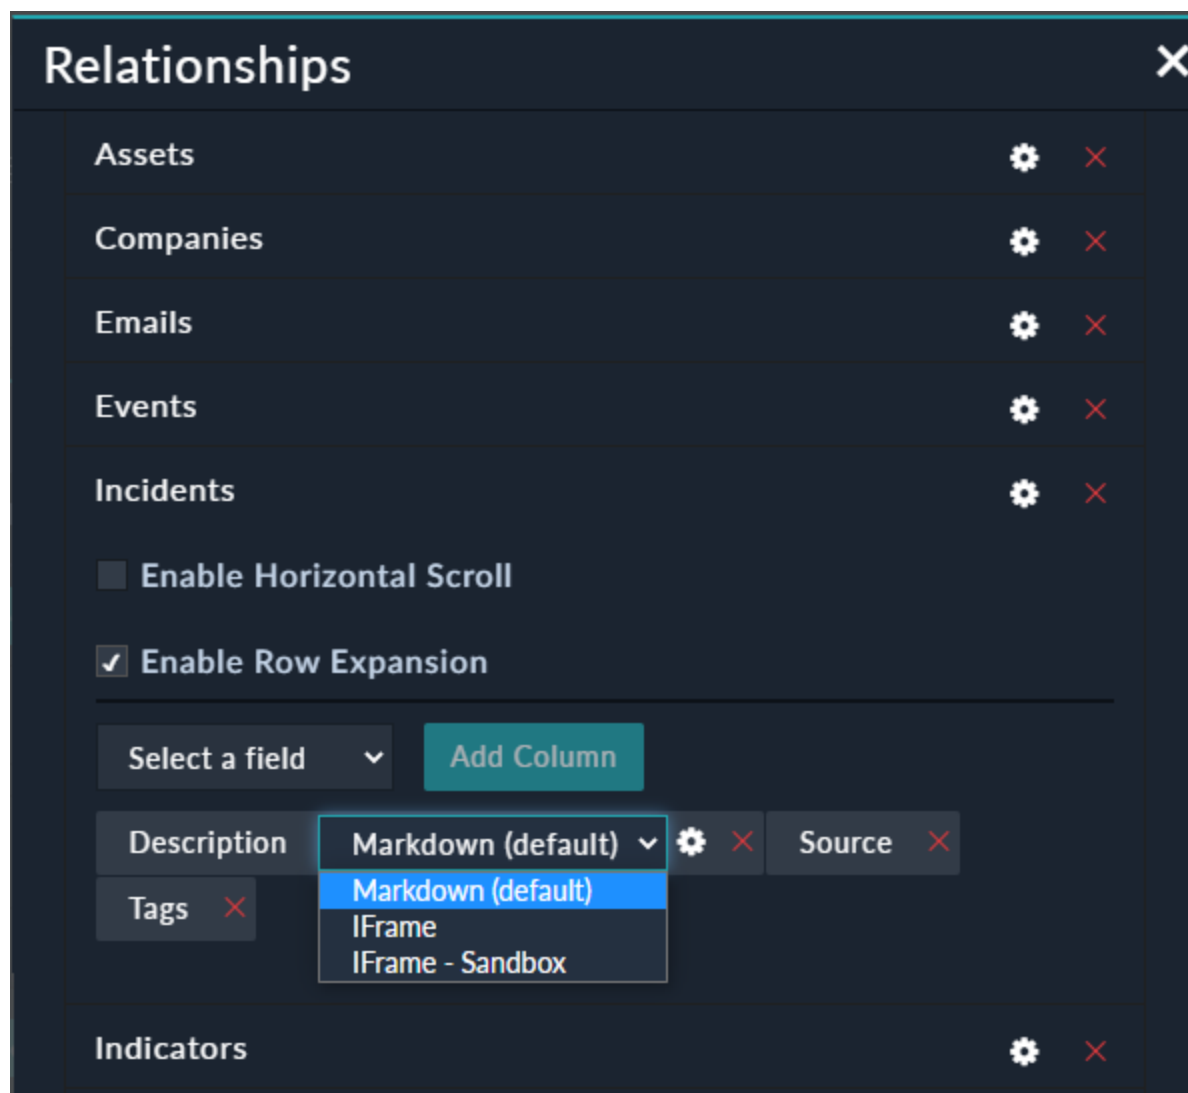 Relationships
Assets
Companies
Emails
Events
Incidents
Enable Horizontal Scroll
Enable Row Expansion
Select a field Add Column
Description Markdown (default) Source
Markdown (default)
Tags
IFrame
IFrame - Sandbox
Indicators